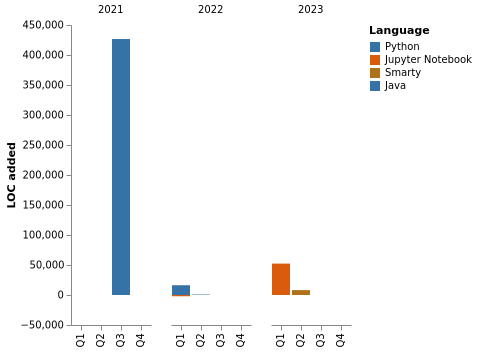 2021
2022
2023
450,000
400,000
350,000
300,000
250,000
200,000
150,000
100,000
50,000
0
−50,000
LOC added
Q1
Q2
Q3
Q4
Q1
Q2
Q3
Q4
Q1
Q2
Q3
Q4
Language
Python
Jupyter Notebook
Smarty
Java